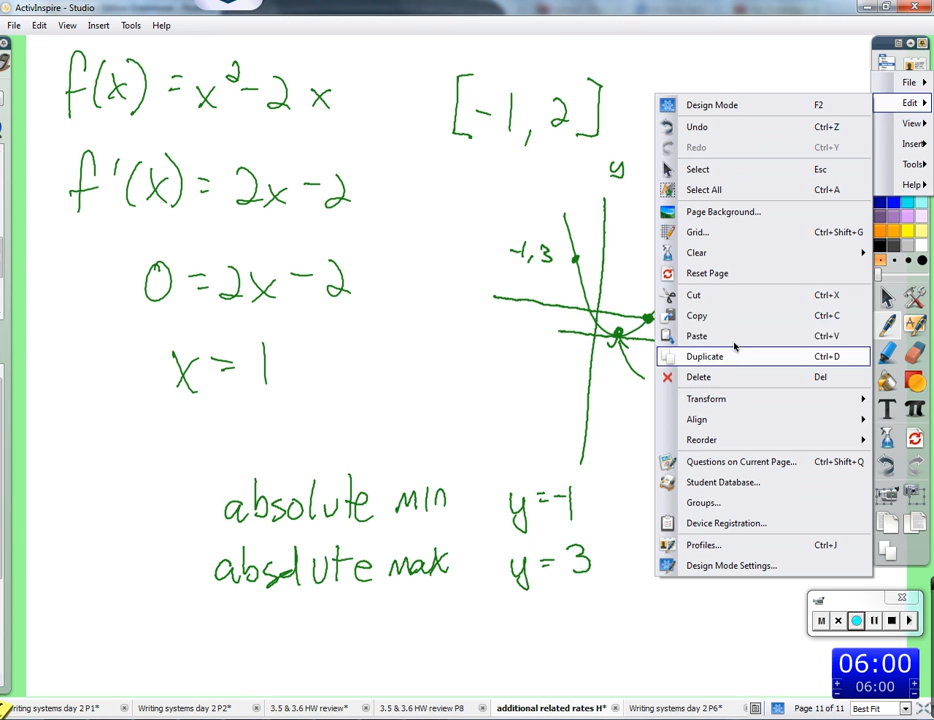 ActivInspire - Studio
File Edit View Insert Tools Help
f(x) = x² - 2x
[-1, 2]
f'(x) = 2x - 2
0 = 2x - 2
x = 1
y
-1, 3
absolute min y = -1
absolute max y = 3
File
Edit
View
Insert
Tools
Help
Design Mode F2
Undo Ctrl+Z
Redo Ctrl+Y
Select Esc
Select All Ctrl+A
Page Background...
Grid... Ctrl+Shift+G
Clear
Reset Page
Cut Ctrl+X
Copy Ctrl+C
Paste Ctrl+V
Duplicate Ctrl+D
Delete Del
Transform
Align
Reorder
Questions on Current Page... Ctrl+Shift+Q
Student Database...
Groups...
Device Registration...
Profiles... Ctrl+J
Design Mode Settings...
T π
M
06:00
06:00
riting systems day 2 P1* Writing systems day 2 P2* 3.5 & 3.6 HW review* 3.5 & 3.6 HW review P8 additional related rates H* Writing systems day 2 P6* Page 11 of 11 Best Fit